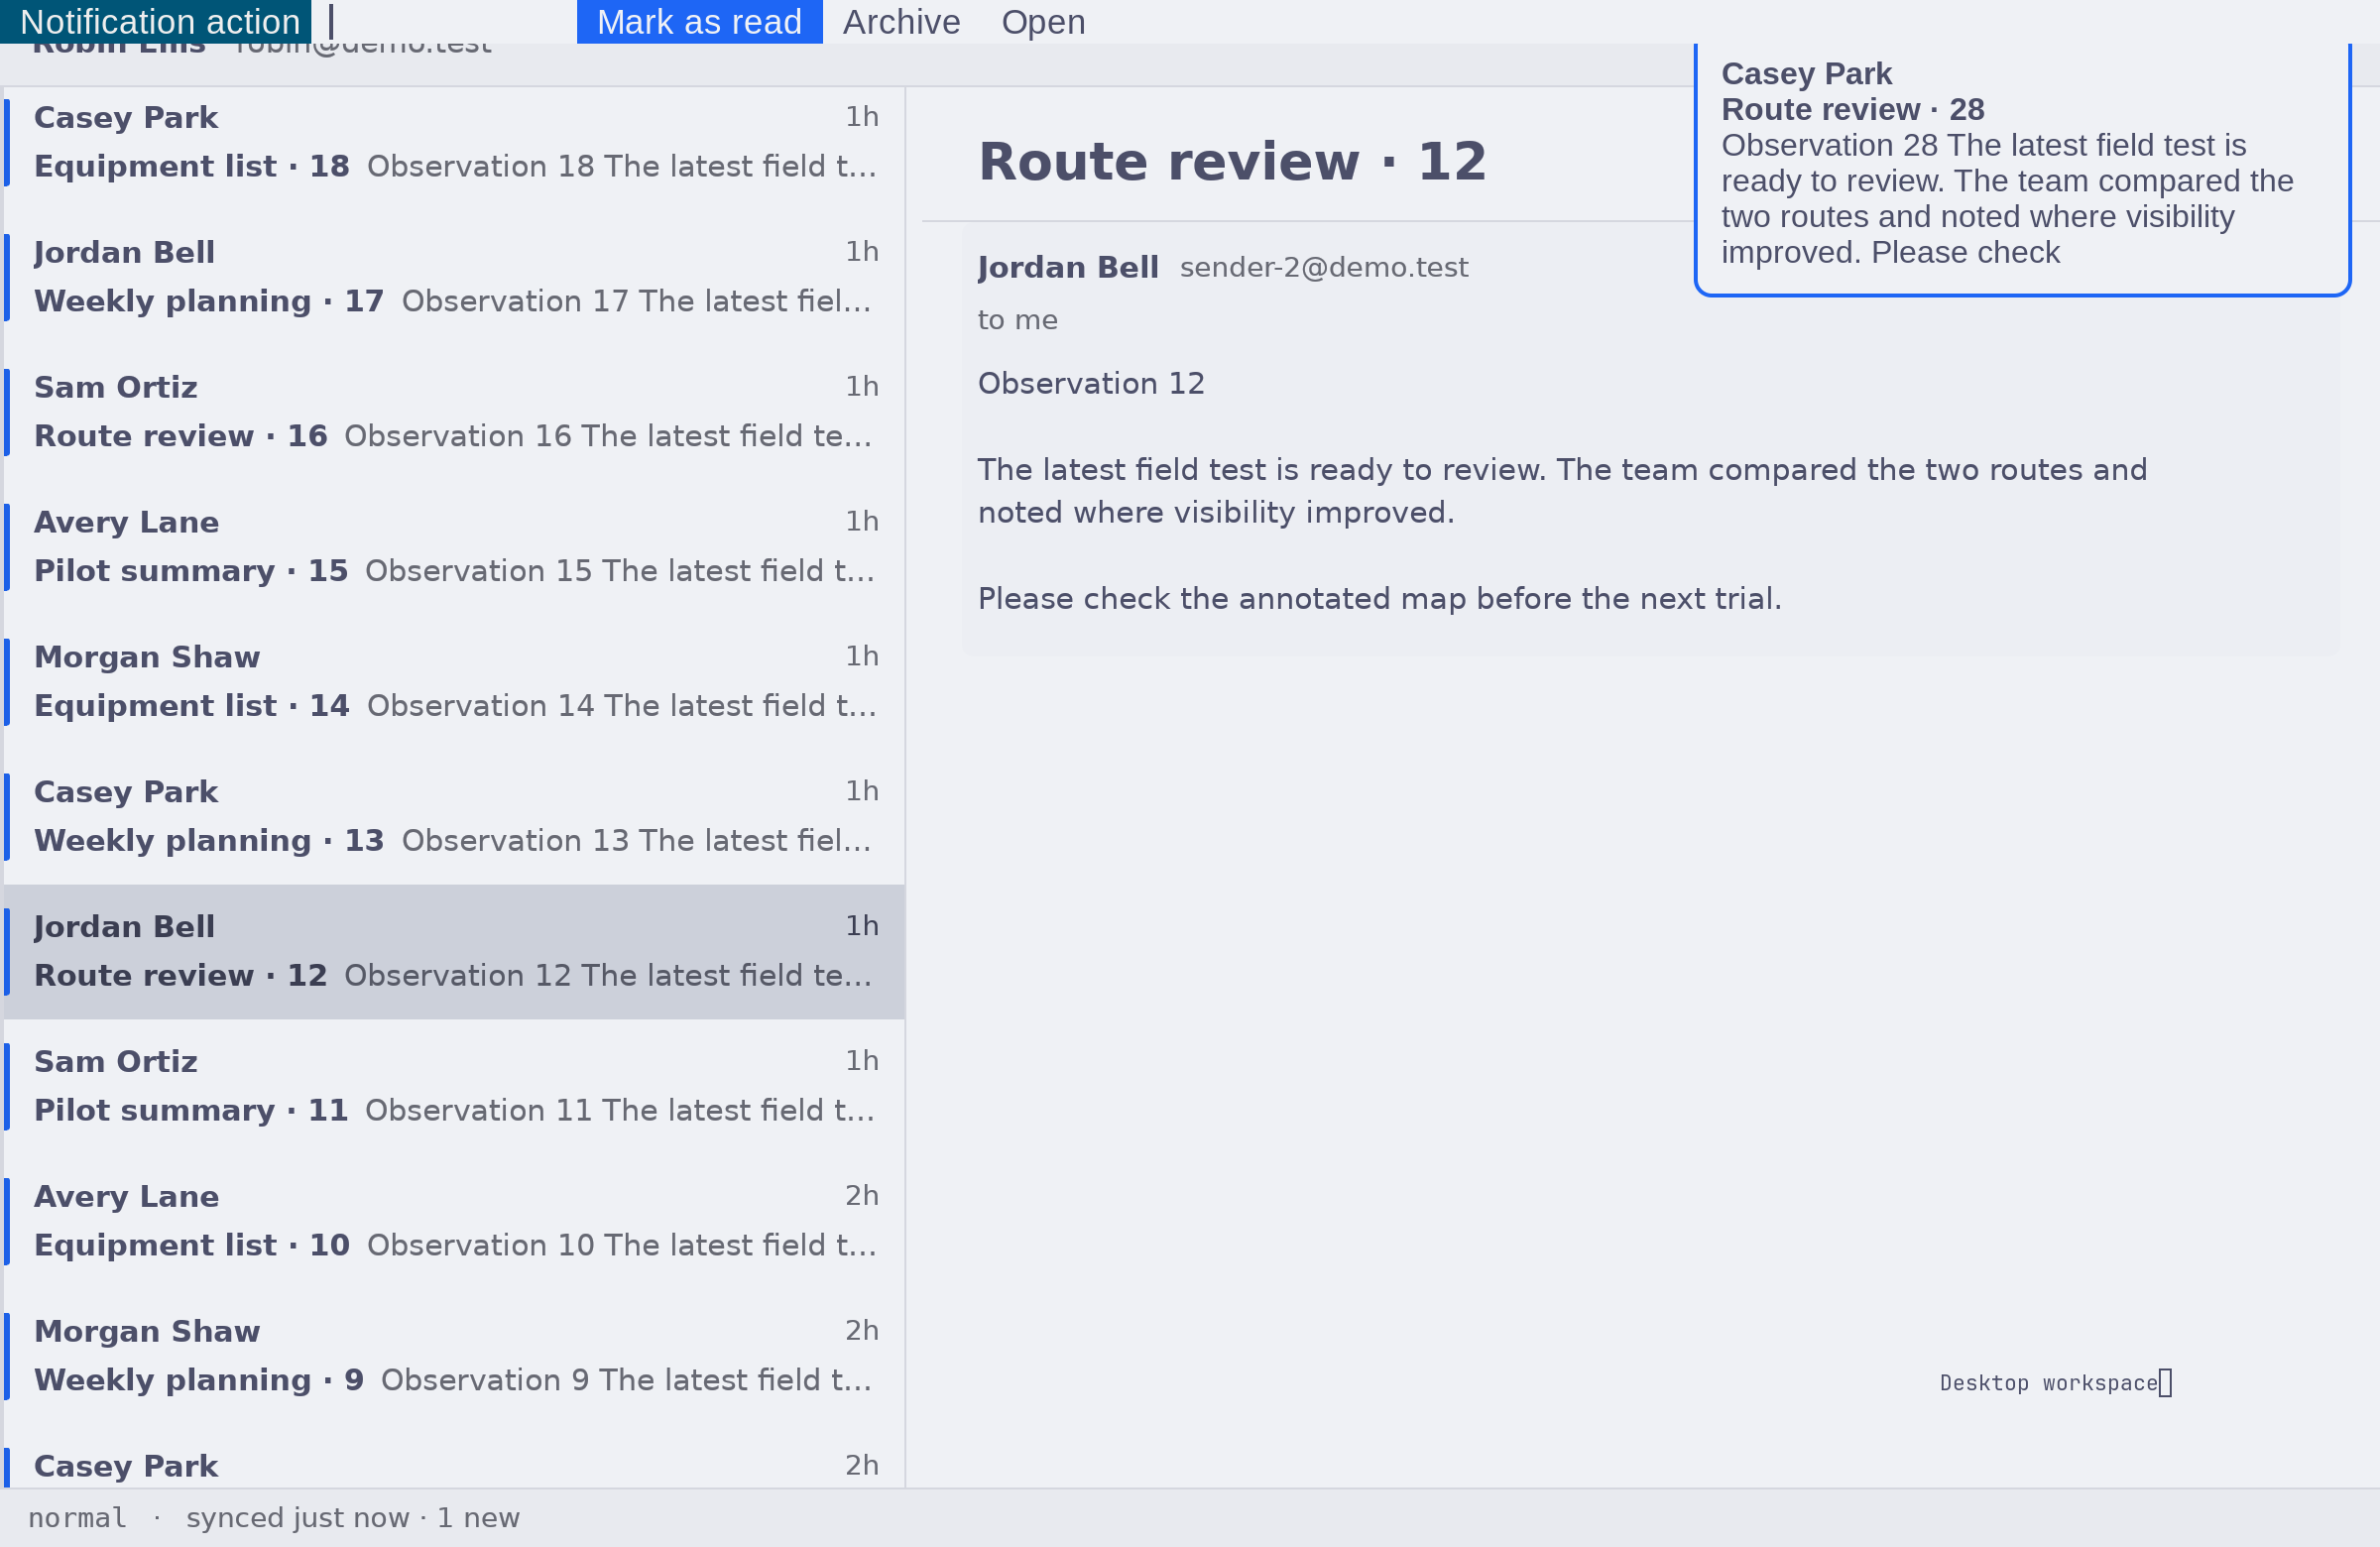 Notification action Mark as read Archive Open
Robin Ellis robin@demo.test
Casey Park 1h
Equipment list · 18 Observation 18 The latest field t…
Jordan Bell 1h
Weekly planning · 17 Observation 17 The latest fiel…
Sam Ortiz 1h
Route review · 16 Observation 16 The latest field te…
Avery Lane 1h
Pilot summary · 15 Observation 15 The latest field t…
Morgan Shaw 1h
Equipment list · 14 Observation 14 The latest field t…
Casey Park 1h
Weekly planning · 13 Observation 13 The latest fiel…
Jordan Bell 1h
Route review · 12 Observation 12 The latest field te…
Sam Ortiz 1h
Pilot summary · 11 Observation 11 The latest field t…
Avery Lane 2h
Equipment list · 10 Observation 10 The latest field t…
Morgan Shaw 2h
Weekly planning · 9 Observation 9 The latest field t…
Casey Park 2h
Route review · 12
Jordan Bell sender-2@demo.test
to me
Observation 12
The latest field test is ready to review. The team compared the two routes and
noted where visibility improved.
Please check the annotated map before the next trial.
Casey Park
Route review · 28
Observation 28 The latest field test is
ready to review. The team compared the
two routes and noted where visibility
improved. Please check
Desktop workspace
normal · synced just now · 1 new